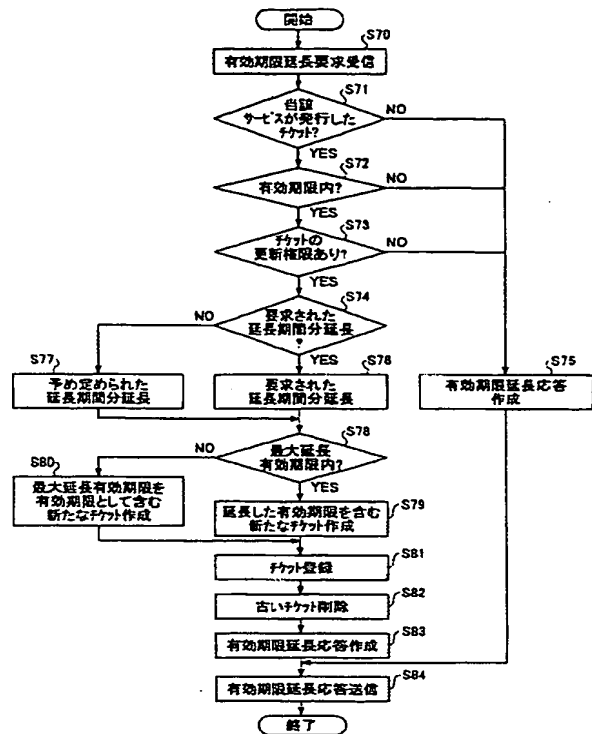 開始
S70
有効期限延長要求受信
S71
当該
サービスが発行した
チケット?
NO
YES
S72
有効期限内?
NO
YES
S73
チケットの
更新権限あり?
NO
YES
S74
要求された
延長期間分延長
?
NO
YES
S77
予め定められた
延長期間分延長
S76
要求された
延長期間分延長
S75
有効期限延長応答
作成
S78
最大延長
有効期限内?
NO
YES
S80
最大延長有効期限を
有効期限として含む
新たなチケット作成
S79
延長した有効期限を含む
新たなチケット作成
S81
チケット登録
S82
古いチケット削除
S83
有効期限延長応答作成
S84
有効期限延長応答送信
終了